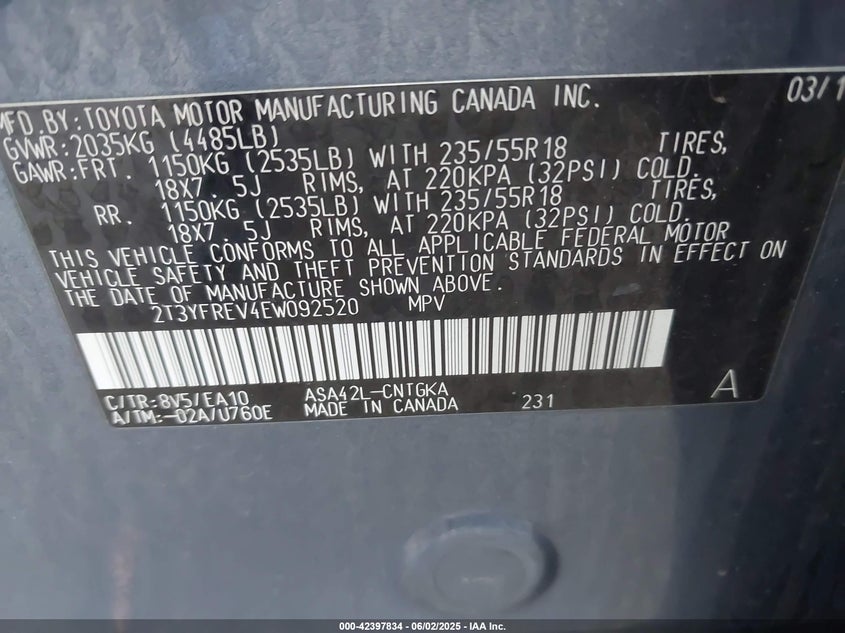 MFD.BY:TOYOTA MOTOR MANUFACTURING CANADA INC. 03/1
GVWR:2035KG (4485LB)
GAWR:FRT. 1150KG (2535LB) WITH 235/55R18 TIRES,
18X7.5J RIMS, AT 220KPA (32PSI) COLD.
RR. 1150KG (2535LB) WITH 235/55R18 TIRES,
18X7.5J RIMS, AT 220KPA (32PSI) COLD.
THIS VEHICLE CONFORMS TO ALL APPLICABLE FEDERAL MOTOR
VEHICLE SAFETY AND THEFT PREVENTION STANDARDS IN EFFECT ON
THE DATE OF MANUFACTURE SHOWN ABOVE.
2T3YFREV4EW092520 MPV
C/TR:8V5/EA10 ASA42L-CNTGKA
A/TM:-02A/U760E MADE IN CANADA 231 A
000-42397834 - 06/02/2025 - IAA Inc.